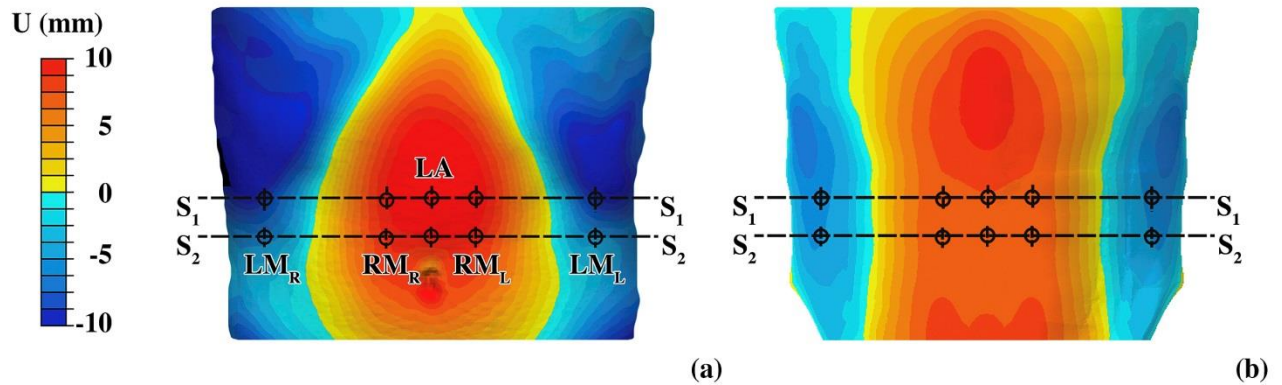 U (mm)
10
5
0
-5
-10
LA
S1 S1
S2 S2
LMR RMR RML LML
(a)
S1 S1
S2 S2
(b)